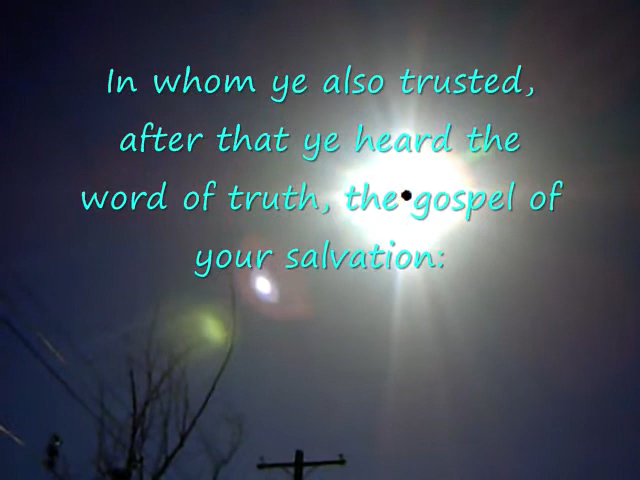 In whom ye also trusted,
after that ye heard the
word of truth, the gospel of
your salvation: